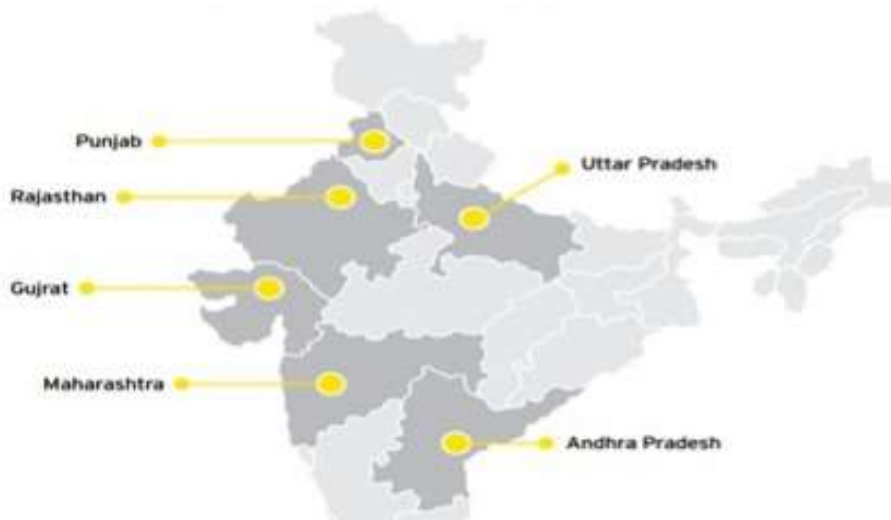 Punjab
Uttar Pradesh
Rajasthan
Gujrat
Maharashtra
Andhra Pradesh